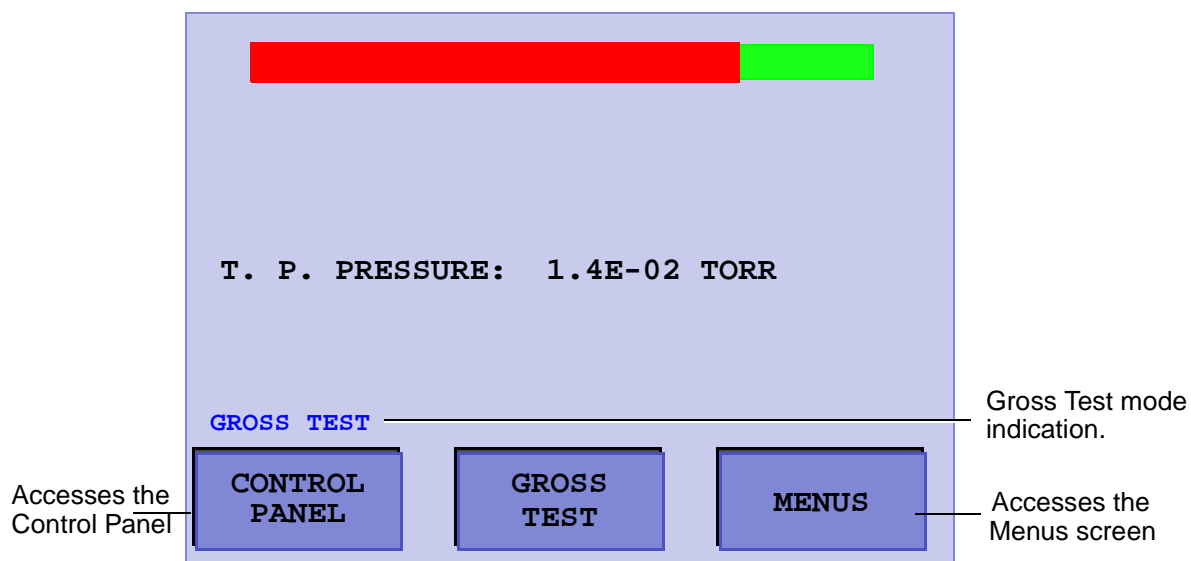 T. P. PRESSURE: 1.4E-02 TORR
GROSS TEST
Gross Test mode
indication.
Accesses the
Control Panel
CONTROL
PANEL
GROSS
TEST
MENUS
Accesses the
Menus screen